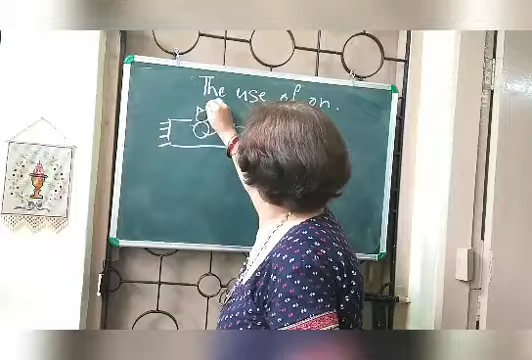 The use of on.